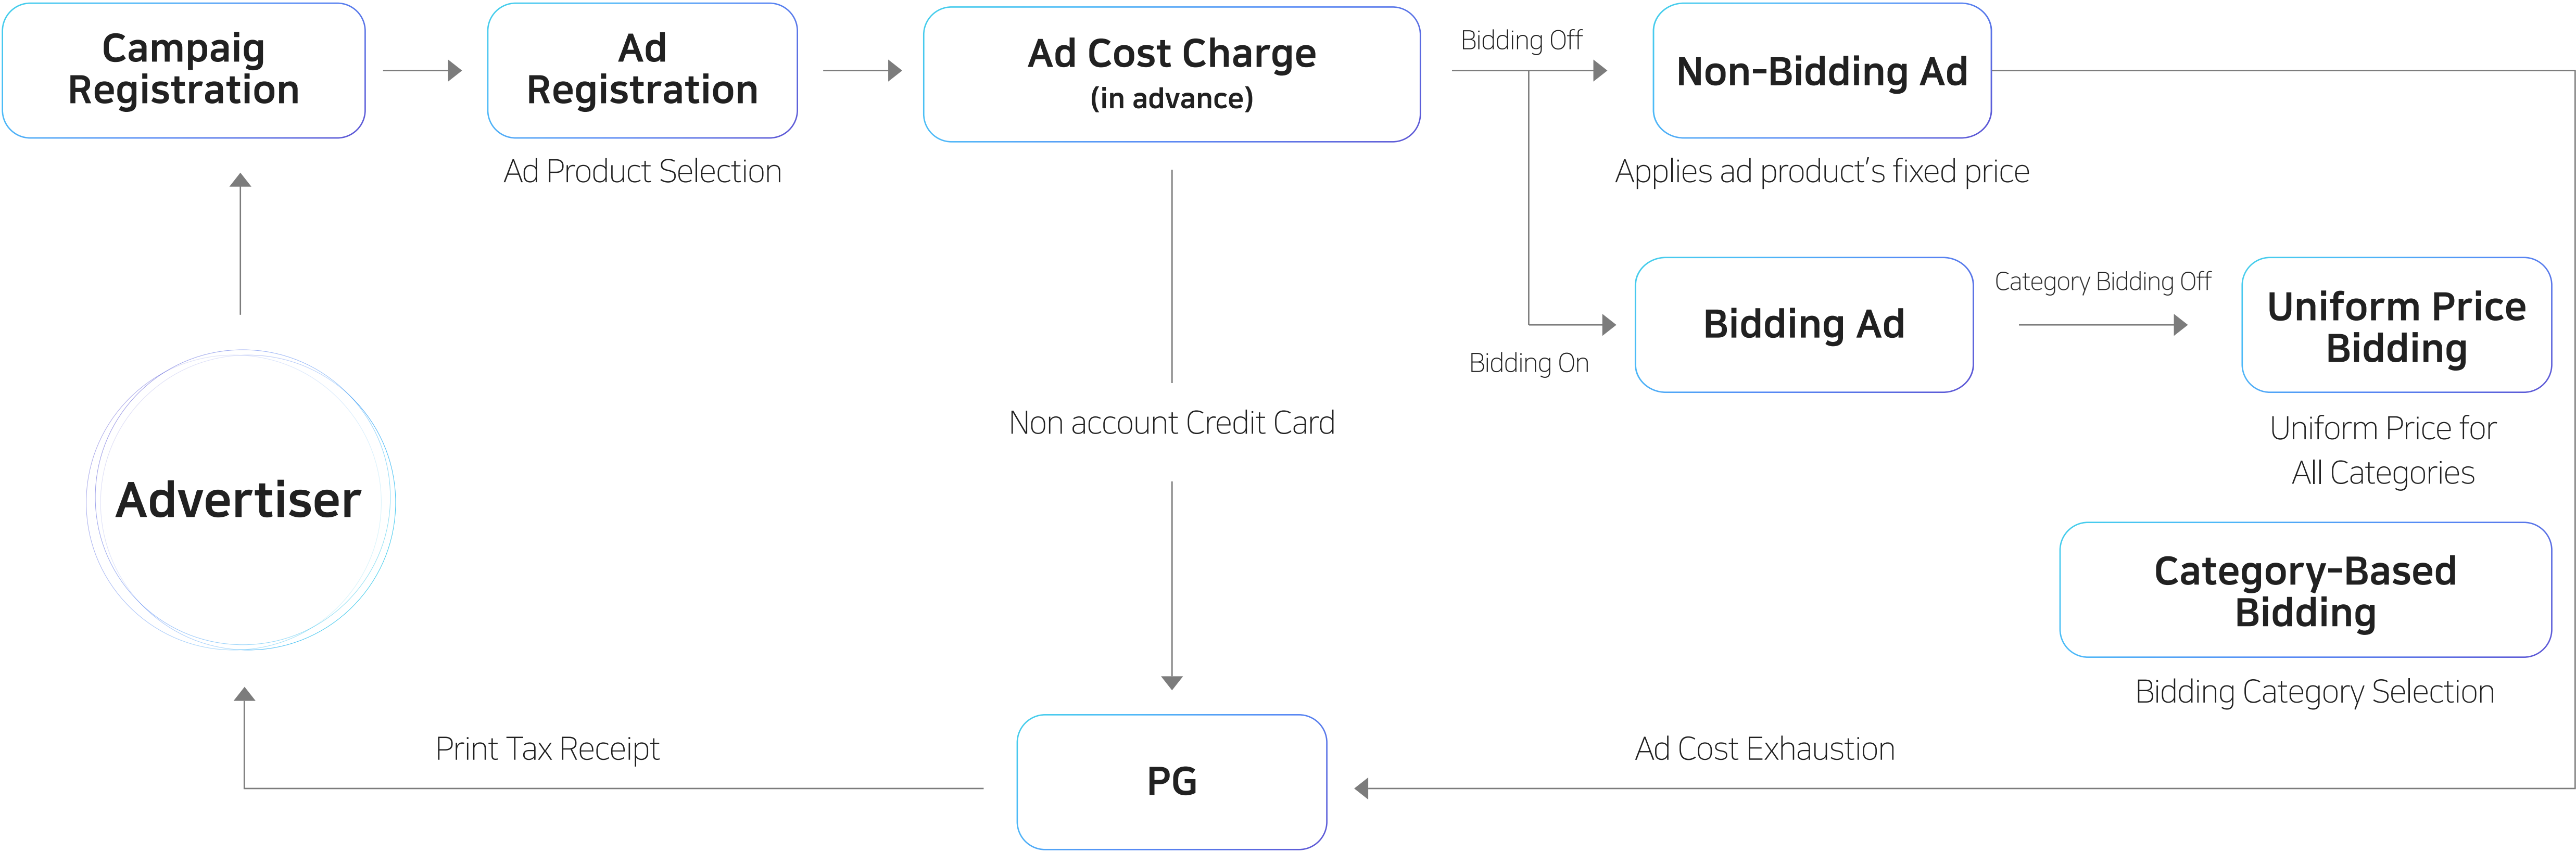 Campaig
Registration
Ad
Registration
Ad Product Selection
Ad Cost Charge
(in advance)
Bidding Off
Non-Bidding Ad
Applies ad product's fixed price
Bidding On
Bidding Ad
Category Bidding Off
Uniform Price
Bidding
Uniform Price for
All Categories
Non account Credit Card
Advertiser
Category-Based
Bidding
Bidding Category Selection
Print Tax Receipt
PG
Ad Cost Exhaustion